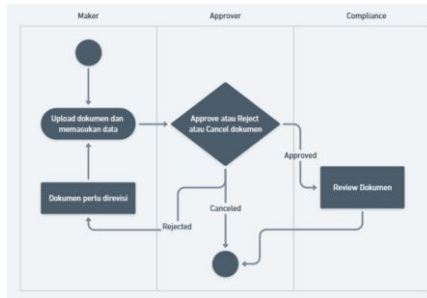 Maker
Approver
Compliance
Upload dokumen dan
memasukan data
Approve atau Reject
atau Cancel dokumen
Approved
Dokumen perlu direvisi
Review Dokumen
Canceled
Rejected